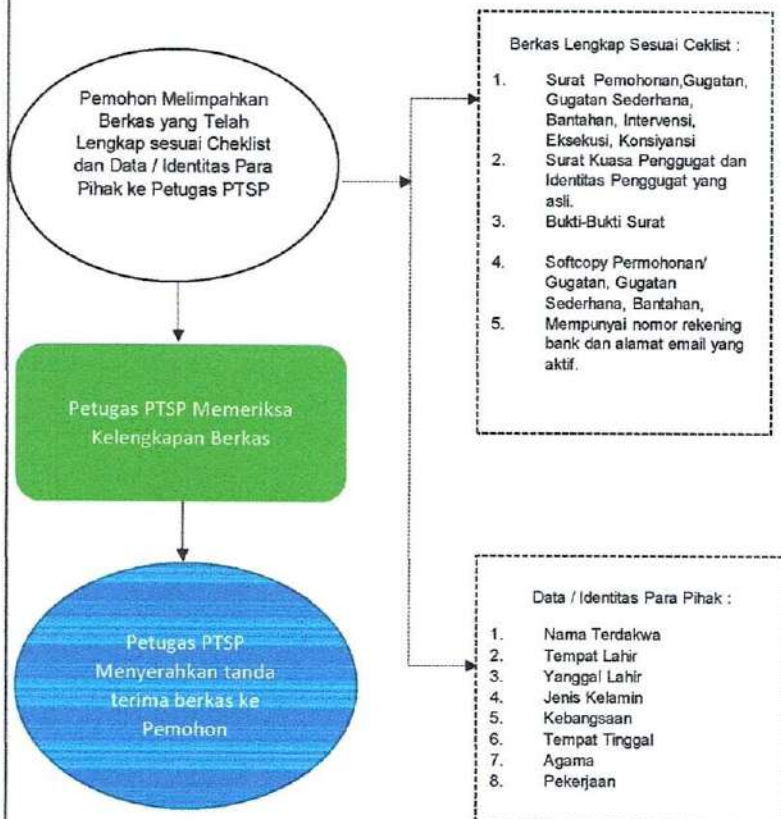 Pemohon Melimpahkan
Berkas yang Telah
Lengkap sesuai Cheklist
dan Data / Identitas Para
Pihak ke Petugas PTSP
Petugas PTSP Memeriksa
Kelengkapan Berkas
Petugas PTSP
Menyerahkan tanda
terima berkas ke
Pemohon
Berkas Lengkap Sesuai Ceklist :
1. Surat Pemohonan,Gugatan,
Gugatan Sederhana,
Bantahan, Intervensi,
Eksekusi, Konsiyansi
2. Surat Kuasa Penggugat dan
Identitas Penggugat yang
asli.
3. Bukti-Bukti Surat
4. Softcopy Permohonan/
Gugatan, Gugatan
Sederhana, Bantahan,
5. Mempunyai nomor rekening
bank dan alamat email yang
aktif.
Data / Identitas Para Pihak :
1. Nama Terdakwa
2. Tempat Lahir
3. Yanggal Lahir
4. Jenis Kelamin
5. Kebangsaan
6. Tempat Tinggal
7. Agama
8. Pekerjaan